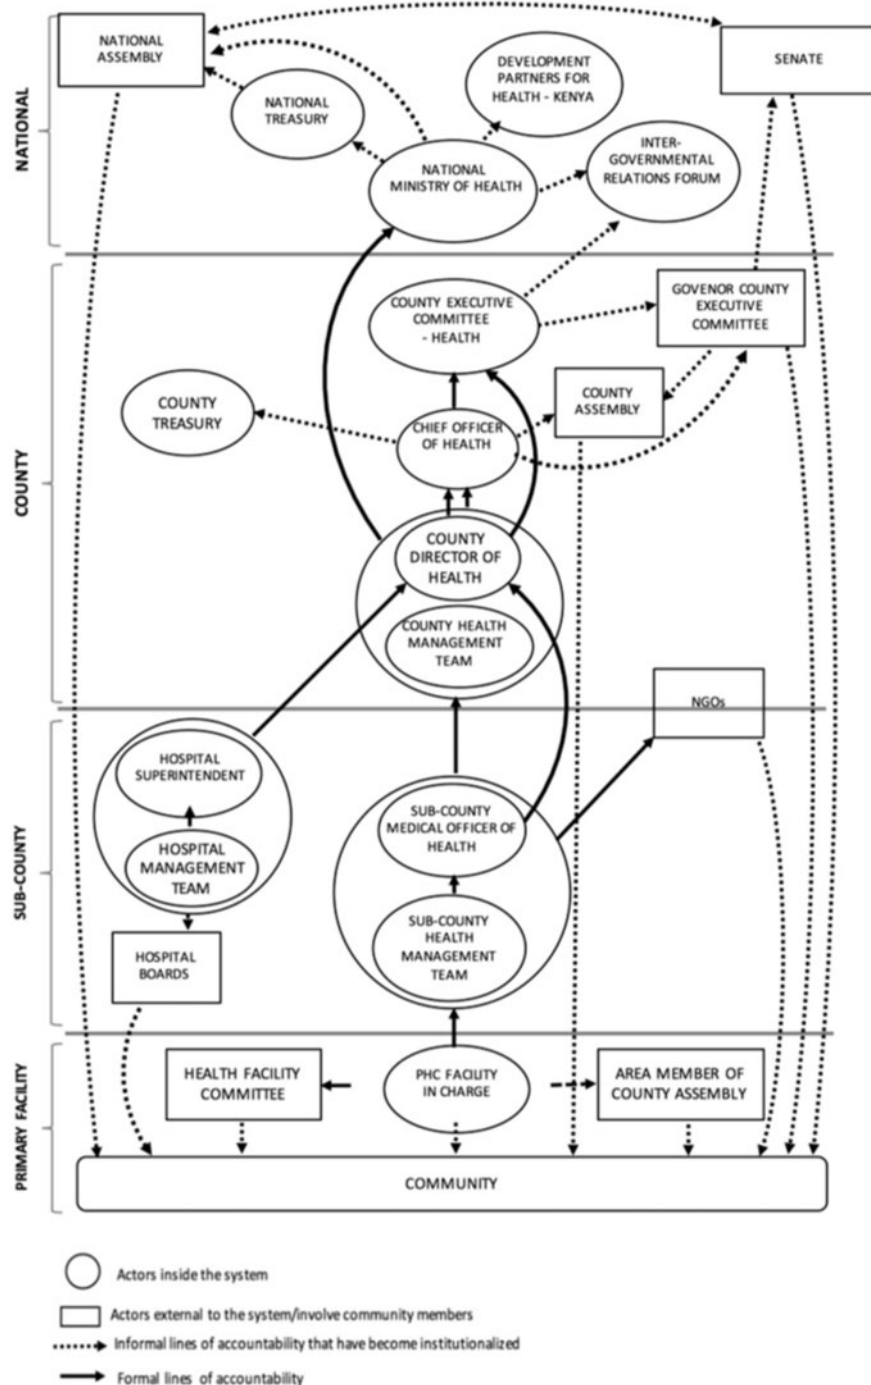 NATIONAL
NATIONAL
ASSEMBLY
SENATE
DEVELOPMENT
PARTNERS FOR
HEALTH - KENYA
NATIONAL
TREASURY
INTER-
GOVERNMENTAL
RELATIONS FORUM
NATIONAL
MINISTRY OF HEALTH
COUNTY
COUNTY EXECUTIVE
COMMITTEE
- HEALTH
GOVENOR COUNTY
EXECUTIVE
COMMITTEE
COUNTY
TREASURY
COUNTY
ASSEMBLY
CHIEF OFFICER
OF HEALTH
COUNTY
DIRECTOR OF
HEALTH
COUNTY HEALTH
MANAGEMENT
TEAM
NGOs
SUB-COUNTY
HOSPITAL
SUPERINTENDENT
HOSPITAL
MANAGEMENT
TEAM
SUB-COUNTY
MEDICAL OFFICER OF
HEALTH
SUB-COUNTY
HEALTH
MANAGEMENT
TEAM
HOSPITAL
BOARDS
PRIMARY FACILITY
HEALTH FACILITY
COMMITTEE
PHC FACILITY
IN CHARGE
AREA MEMBER OF
COUNTY ASSEMBLY
COMMUNITY
Actors inside the system
Actors external to the system/involve community members
Informal lines of accountability that have become institutionalized
Formal lines of accountability